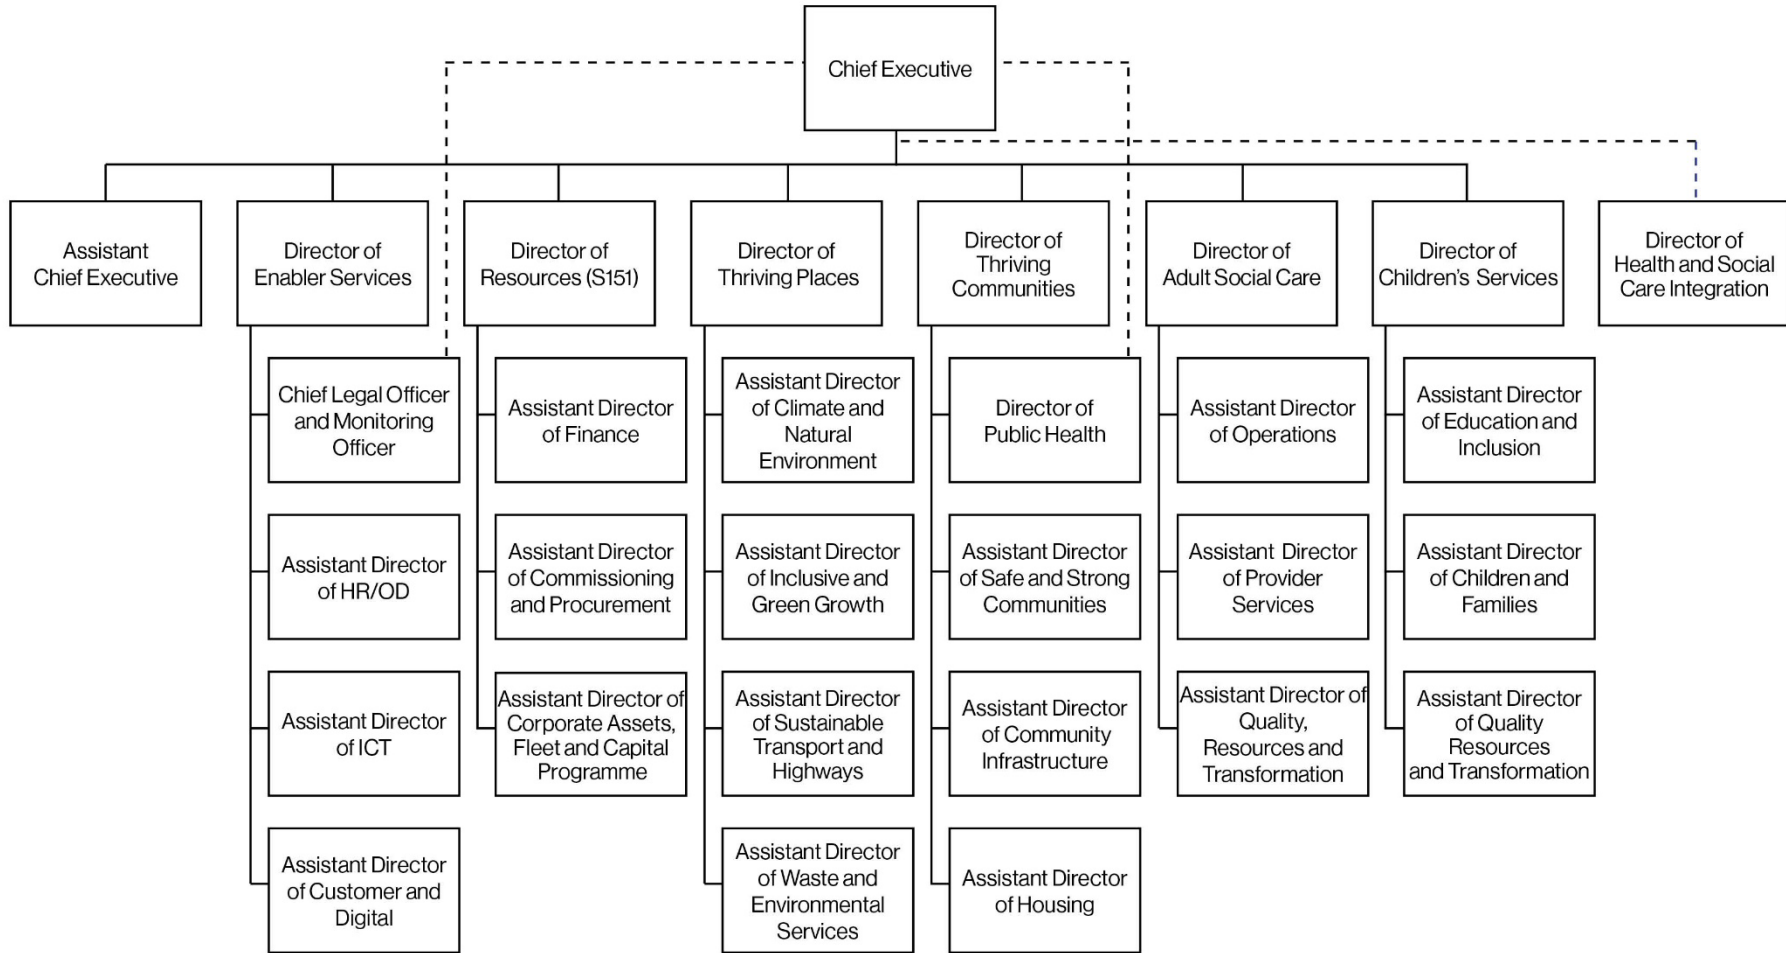 Chief Executive
Assistant
Chief Executive
Director of
Enabler Services
Director of
Resources (S151)
Director of
Thriving Places
Director of
Thriving
Communities
Director of
Adult Social Care
Director of
Children's Services
Director of
Health and Social
Care Integration
Chief Legal Officer
and Monitoring
Officer
Assistant Director
of HR/OD
Assistant Director
of ICT
Assistant Director
of Customer and
Digital
Assistant Director
of Finance
Assistant Director
of Commissioning
and Procurement
Assistant Director of
Corporate Assets,
Fleet and Capital
Programme
Assistant Director
of Climate and
Natural
Environment
Assistant Director
of Inclusive and
Green Growth
Assistant Director
of Sustainable
Transport and
Highways
Assistant Director
of Waste and
Environmental
Services
Director of
Public Health
Assistant Director
of Safe and Strong
Communities
Assistant Director
of Community
Infrastructure
Assistant Director
of Housing
Assistant Director
of Operations
Assistant Director
of Provider
Services
Assistant Director of
Quality,
Resources and
Transformation
Assistant Director
of Education and
Inclusion
Assistant Director
of Children and
Families
Assistant Director
of Quality
Resources
and Transformation